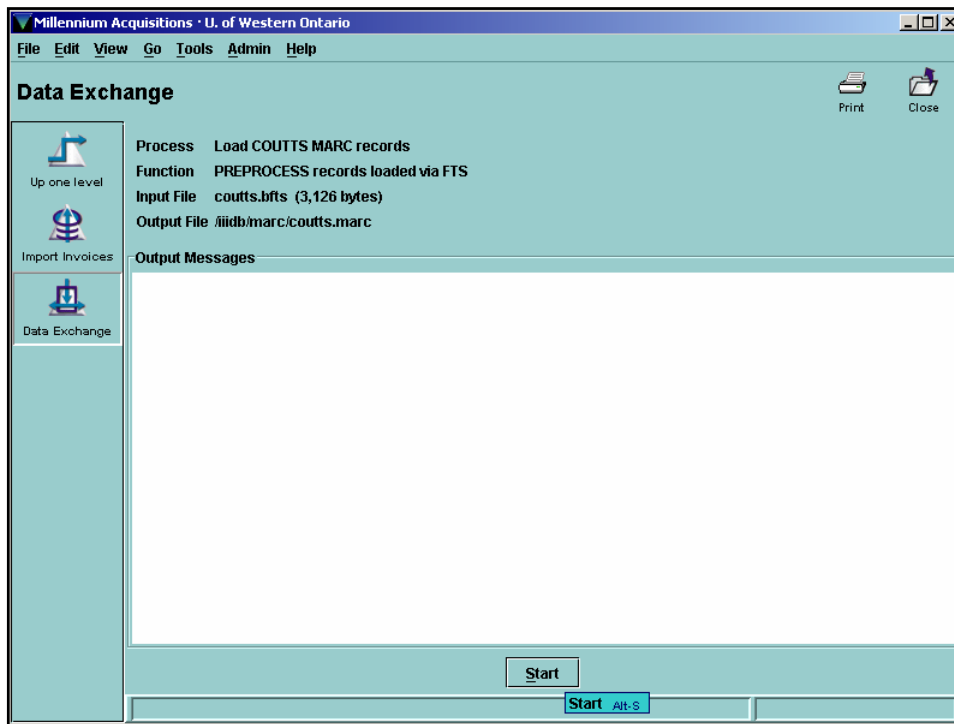 Millennium Acquisitions · U. of Western Ontario
File Edit View Go Tools Admin Help
Data Exchange
Print
Close
Up one level
Import Invoices
Data Exchange
Process Load COUTTS MARC records
Function PREPROCESS records loaded via FTS
Input File coutts.bfts (3,126 bytes)
Output File /iiidb/marc/coutts.marc
Output Messages
Start
Start Alt-S